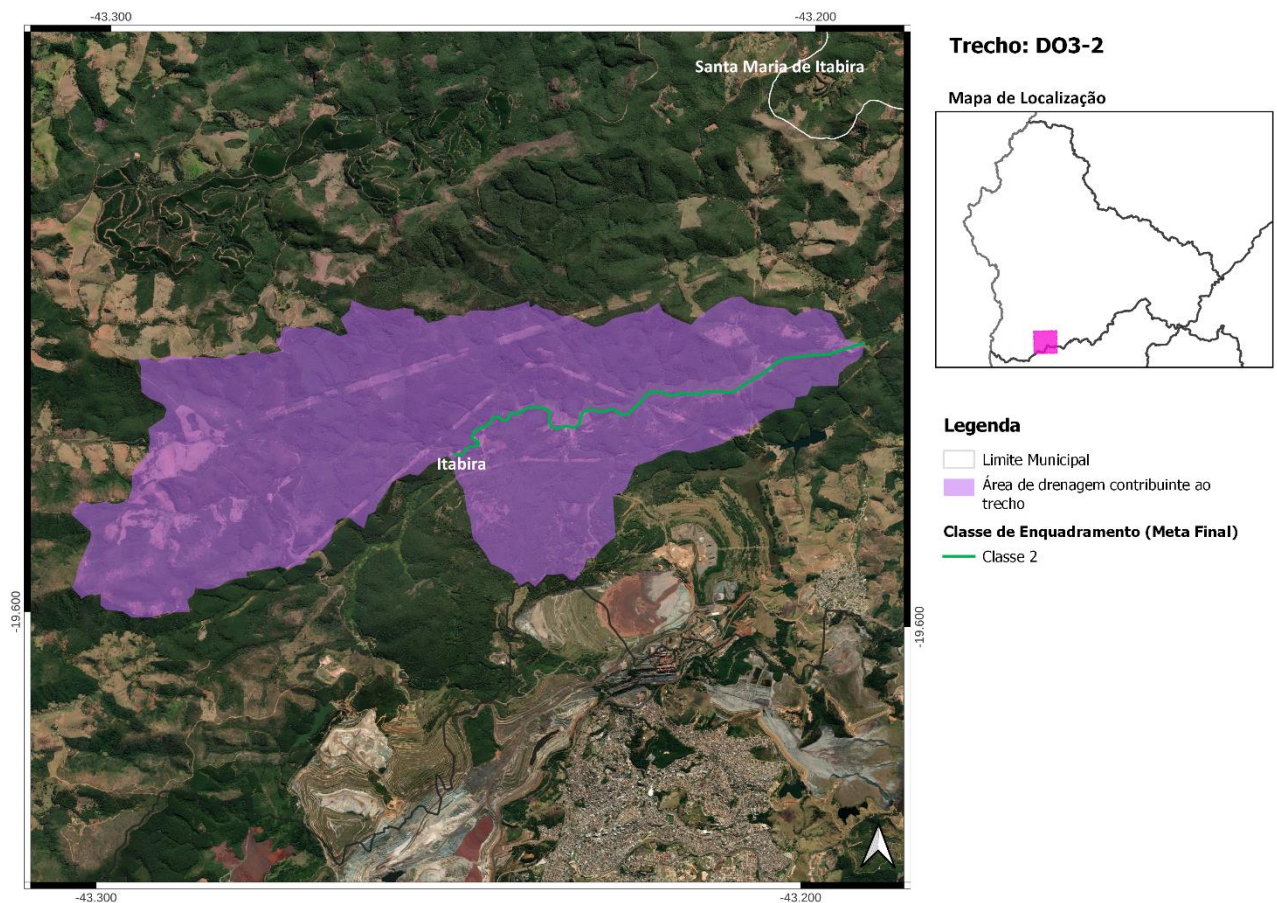 -43.300
-43.200
Trecho: DO3-2
Santa Maria de Itabira
Mapa de Localização
Legenda
Itabira
Limite Municipal
Área de drenagem contribuinte ao
trecho
Classe de Enquadramento (Meta Final)
Classe 2
-19.600
-19.600
-43.300
-43.200